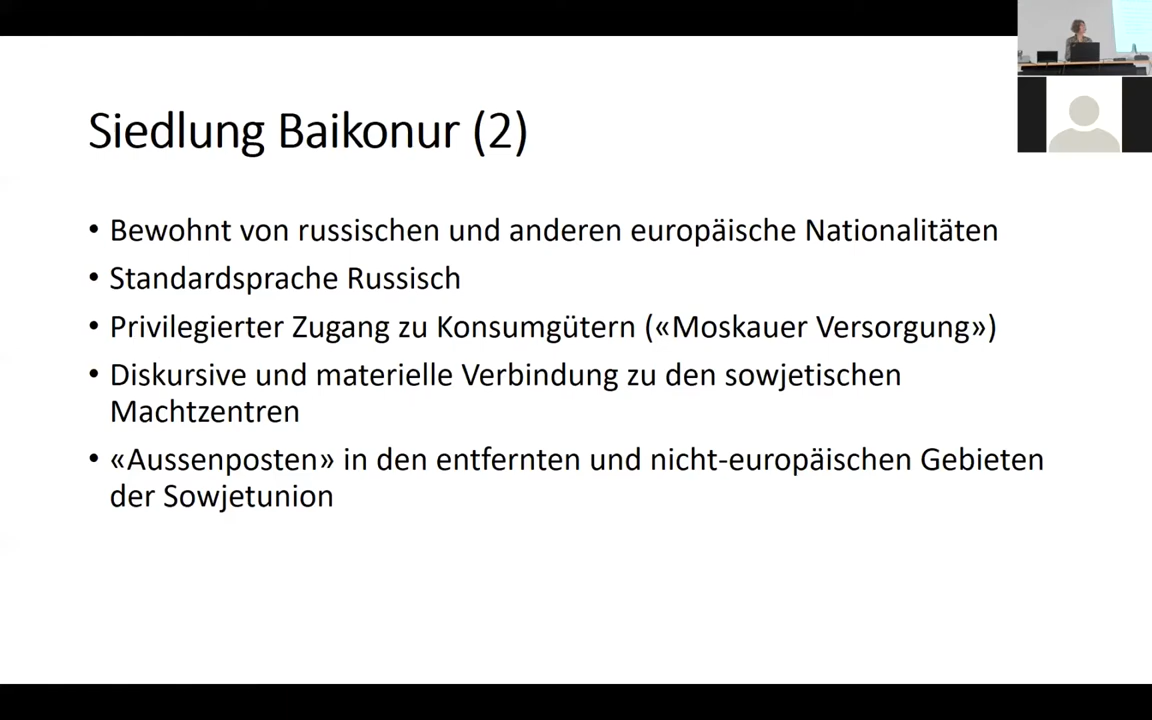 Siedlung Baikonur (2)
• Bewohnt von russischen und anderen europäische Nationalitäten
• Standardsprache Russisch
• Privilegierter Zugang zu Konsumgütern («Moskauer Versorgung»)
• Diskursive und materielle Verbindung zu den sowjetischen
Machtzentren
• «Aussenposten» in den entfernten und nicht-europäischen Gebieten
der Sowjetunion